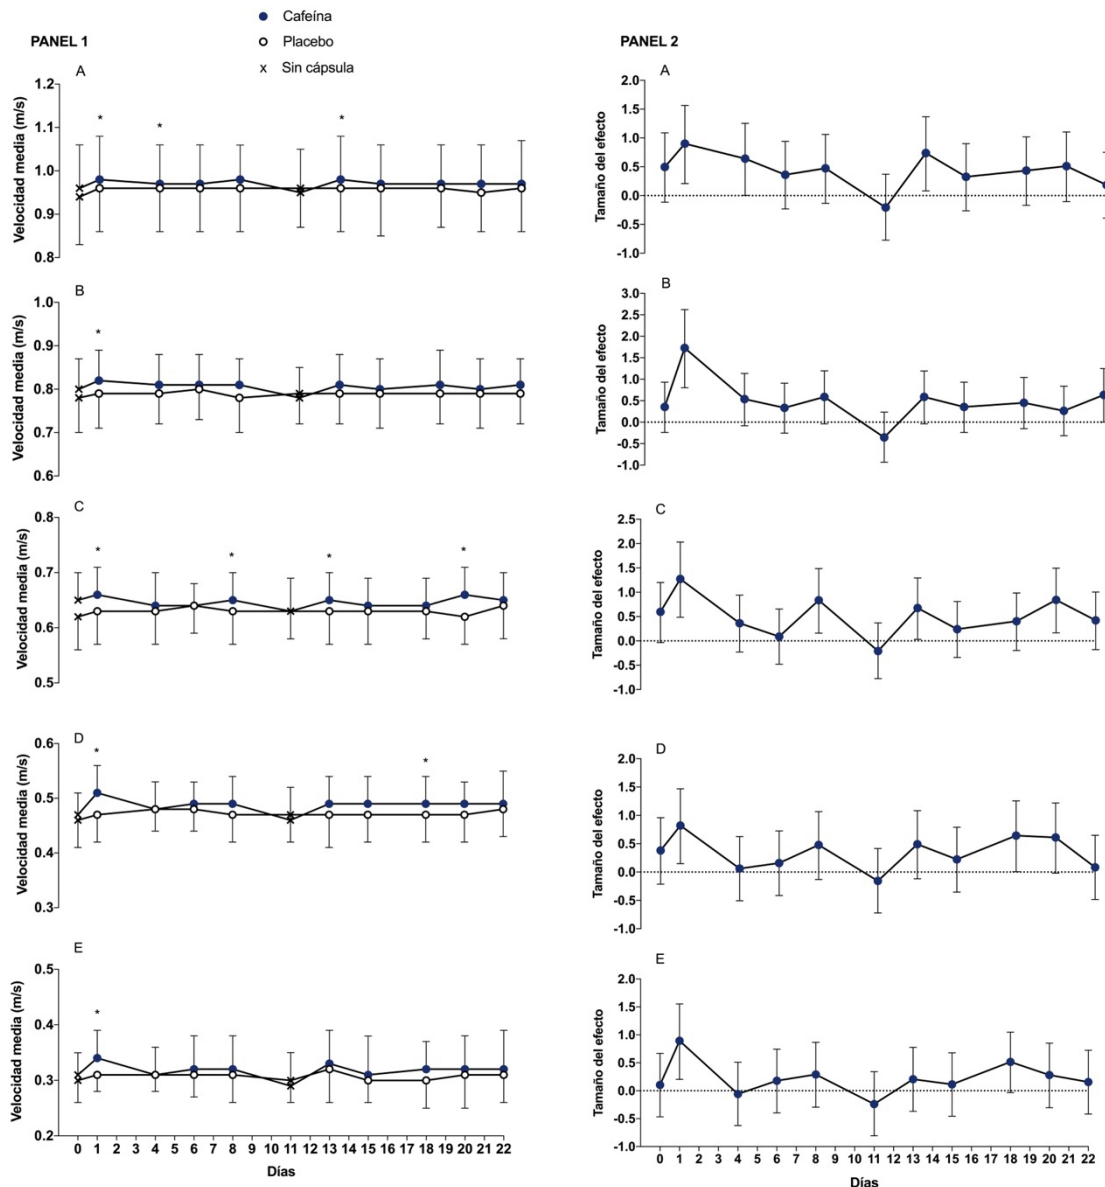 Cafeína
Placebo
x Sin cápsula
PANEL 1
PANEL 2
A
Velocidad media (m/s)
1.2
1.1
1.0
0.9
0.8
* * *
B
Velocidad media (m/s)
1.0
0.9
0.8
0.7
0.6
*
C
Velocidad media (m/s)
0.8
0.7
0.6
0.5
* * * *
D
Velocidad media (m/s)
0.6
0.5
0.4
0.3
* *
E
Velocidad media (m/s)
0.5
0.4
0.3
0.2
*
0 1 2 3 4 5 6 7 8 9 10 11 12 13 14 15 16 17 18 19 20 21 22
Días
A
Tamaño del efecto
2.0
1.5
1.0
0.5
0.0
-0.5
-1.0
B
Tamaño del efecto
3.0
2.5
2.0
1.5
1.0
0.5
0.0
-0.5
-1.0
C
Tamaño del efecto
2.5
2.0
1.5
1.0
0.5
0.0
-0.5
-1.0
D
Tamaño del efecto
2.0
1.5
1.0
0.5
0.0
-0.5
-1.0
E
Tamaño del efecto
2.0
1.5
1.0
0.5
0.0
-0.5
-1.0
0 1 2 3 4 5 6 7 8 9 10 11 12 13 14 15 16 17 18 19 20 21 22
Días